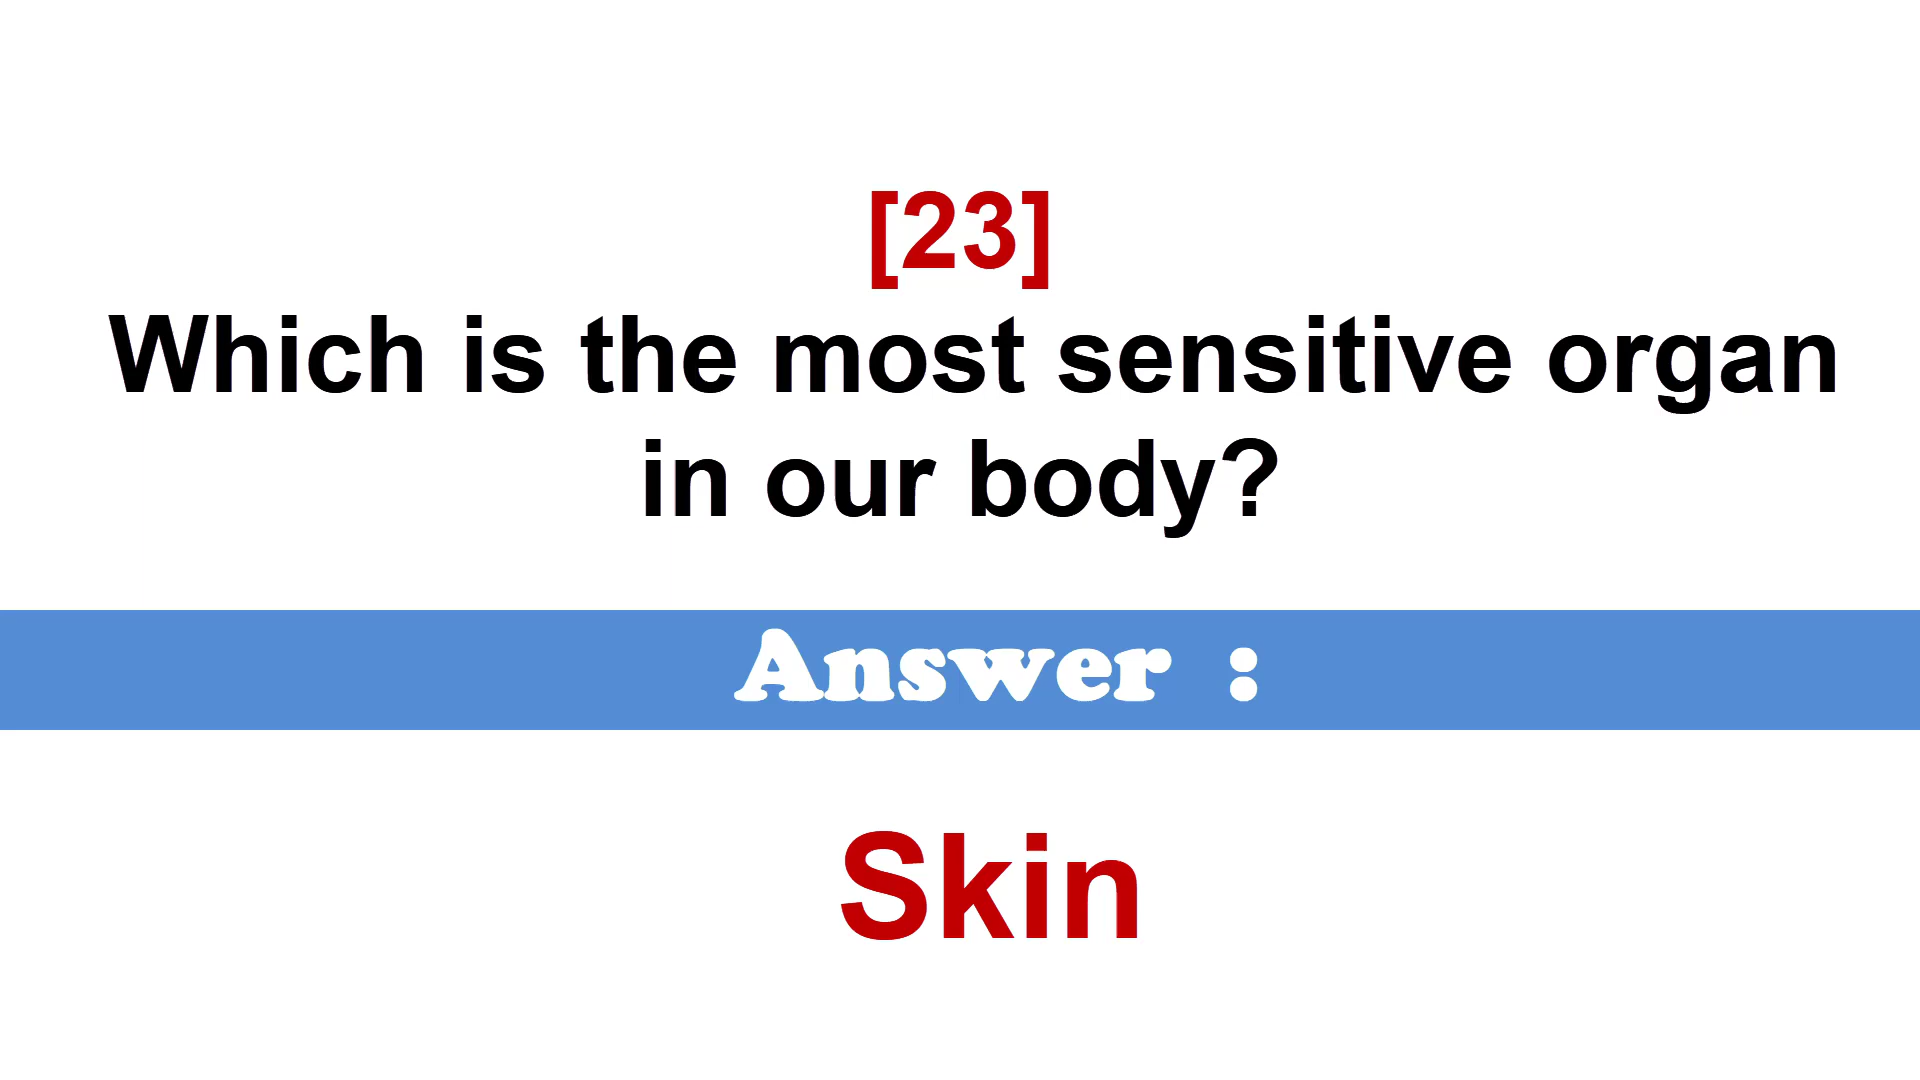 [23]
Which is the most sensitive organ
in our body?
Answer :
Skin